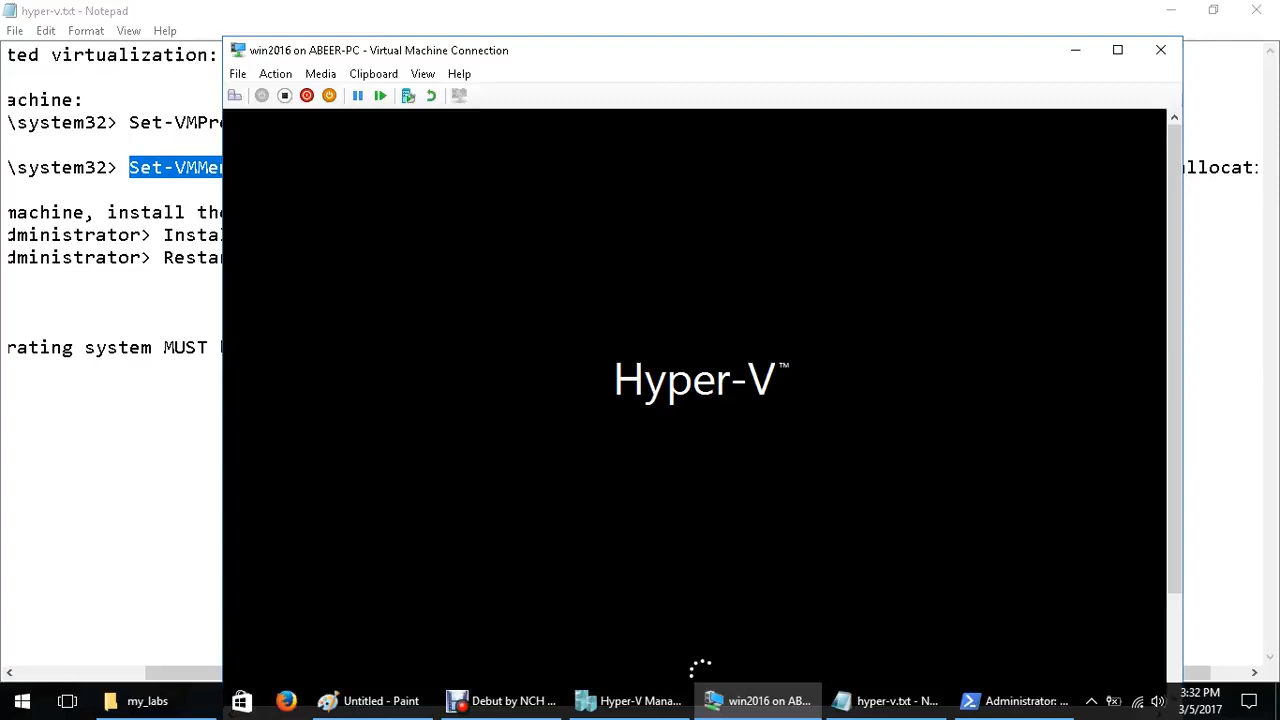 hyper-v.txt - Notepad
File Edit Format View Help
ted virtualization:
achine:
\system32> Set-VMPr
\system32> Set-VMMe
llocat
machine, install th
dministrator> Insta
dministrator> Resta
rating system MUST
win2016 on ABEER-PC - Virtual Machine Connection
File Action Media Clipboard View Help
Hyper-V™
my_labs
Untitled - Paint
Debut by NCH ...
Hyper-V Mana...
win2016 on AB...
hyper-v.txt - N...
Administrator: ...
3:32 PM
3/5/2017